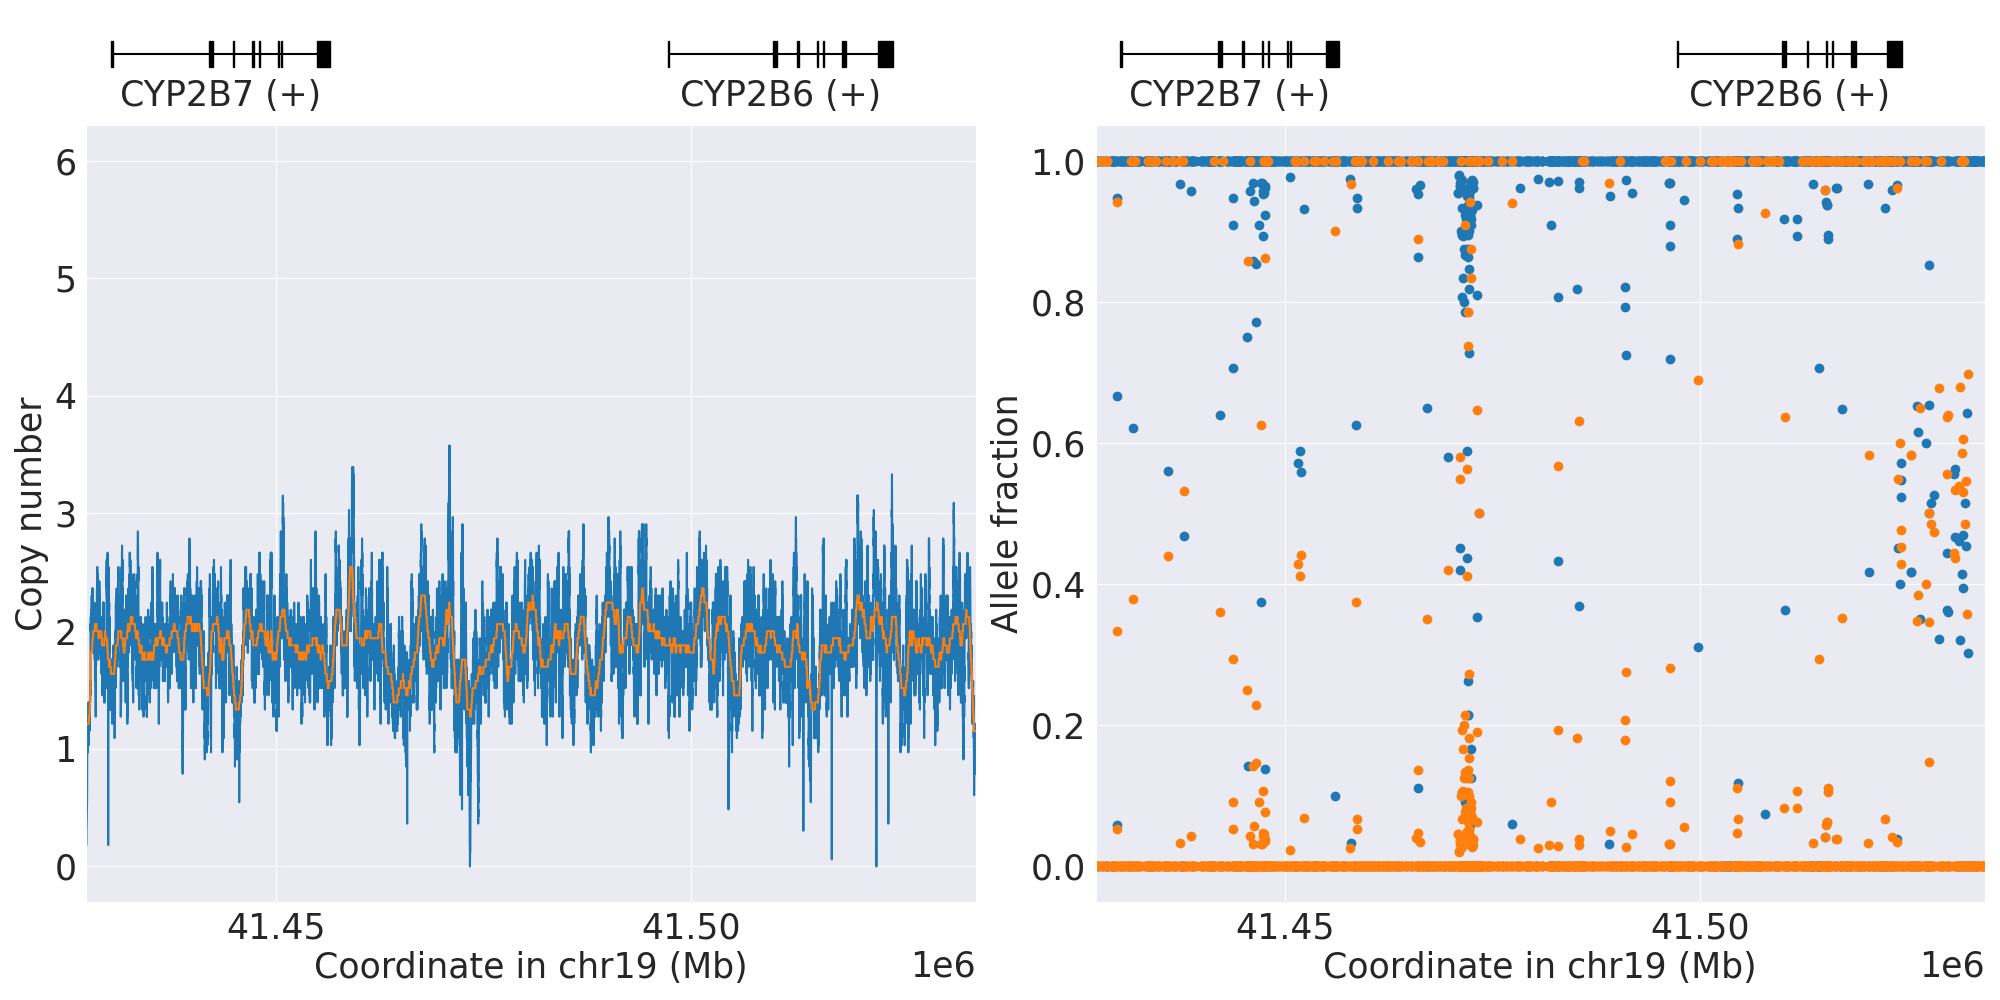 CYP2B7 (+)
CYP2B6 (+)
6
5
4
3
2
1
0
Copy number
41.45
41.50
Coordinate in chr19 (Mb)
1e6
CYP2B7 (+)
CYP2B6 (+)
1.0
0.8
0.6
0.4
0.2
0.0
Allele fraction
41.45
41.50
Coordinate in chr19 (Mb)
1e6